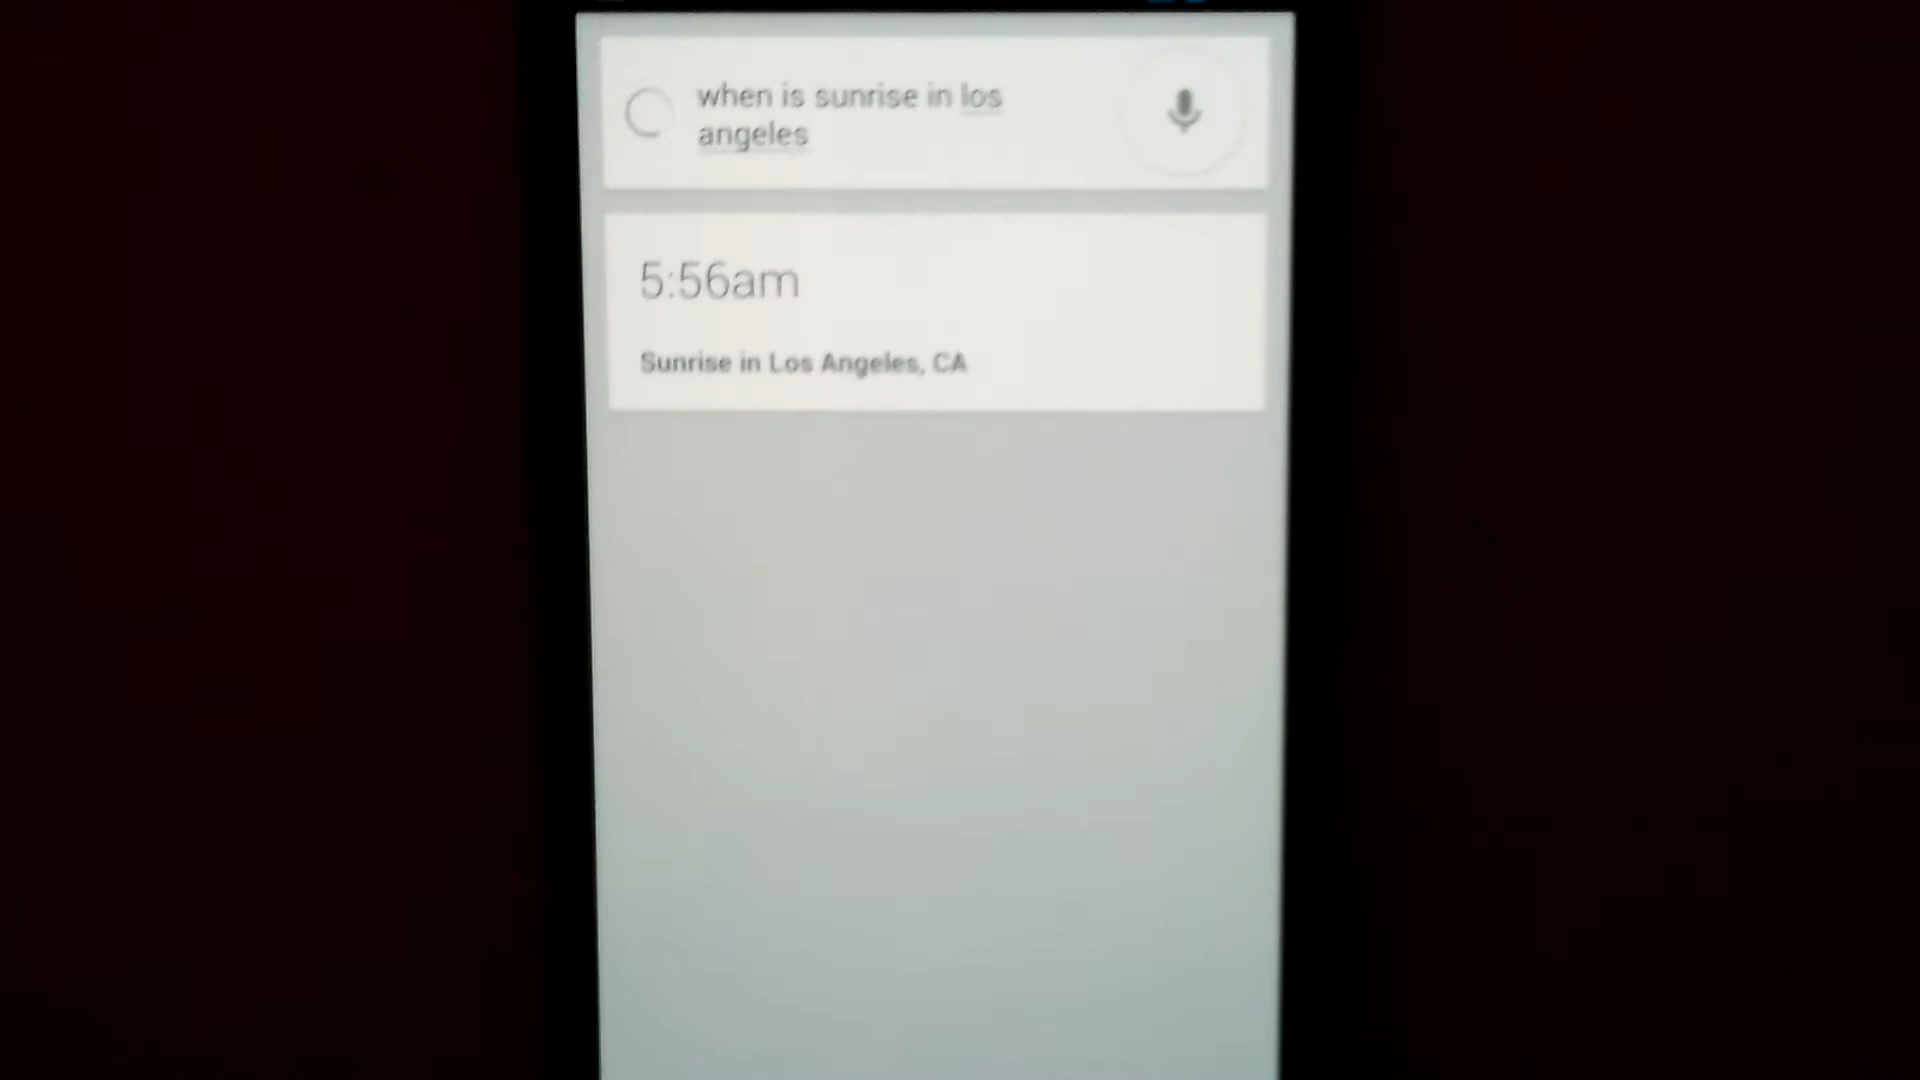 when is sunrise in los
angeles
5:56am
Sunrise in Los Angeles, CA